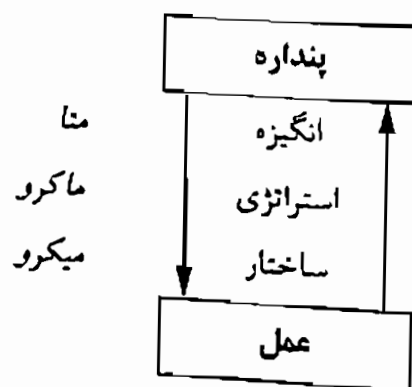 پنداره
انگیزه
متا
استراتژی
ماکرو
ساختار
میکرو
عمل